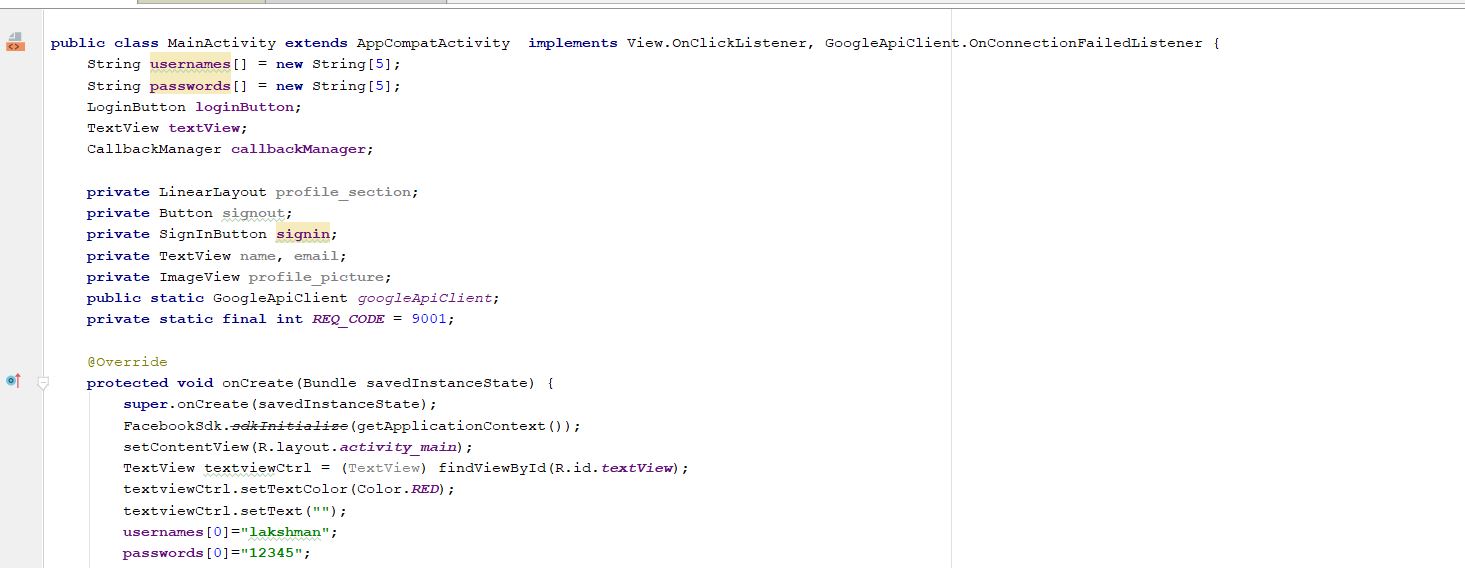 public class MainActivity extends AppCompatActivity  implements View.OnClickListener, GoogleApiClient.OnConnectionFailedListener {
String usernames[] = new String[5];
String passwords[] = new String[5];
LoginButton loginButton;
TextView textView;
CallbackManager callbackManager;
private LinearLayout profile_section;
private Button signout;
private SignInButton signin;
private TextView name, email;
private ImageView profile_picture;
public static GoogleApiClient googleApiClient;
private static final int REQ_CODE = 9001;
@Override
protected void onCreate(Bundle savedInstanceState) {
super.onCreate(savedInstanceState);
FacebookSdk.sdkInitialize(getApplicationContext());
setContentView(R.layout.activity_main);
TextView textviewCtrl = (TextView) findViewById(R.id.textView);
textviewCtrl.setTextColor(Color.RED);
textviewCtrl.setText("");
usernames[0]="lakshman";
passwords[0]="12345";